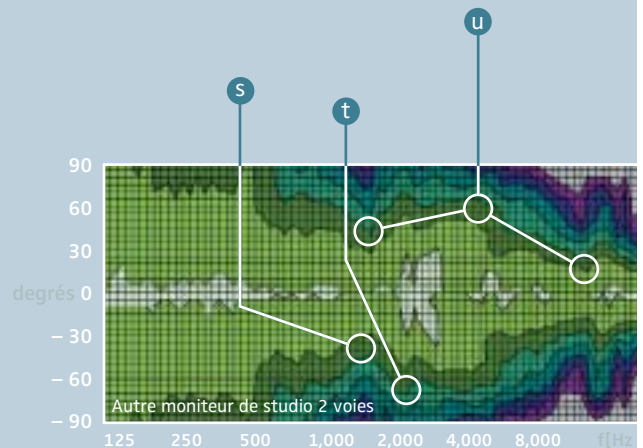 u
s
t
90
60
30
degrés 0
– 30
– 60
– 90
Autre moniteur de studio 2 voies
125 250 500 1,000 2,000 4,000 8,000 f[Hz